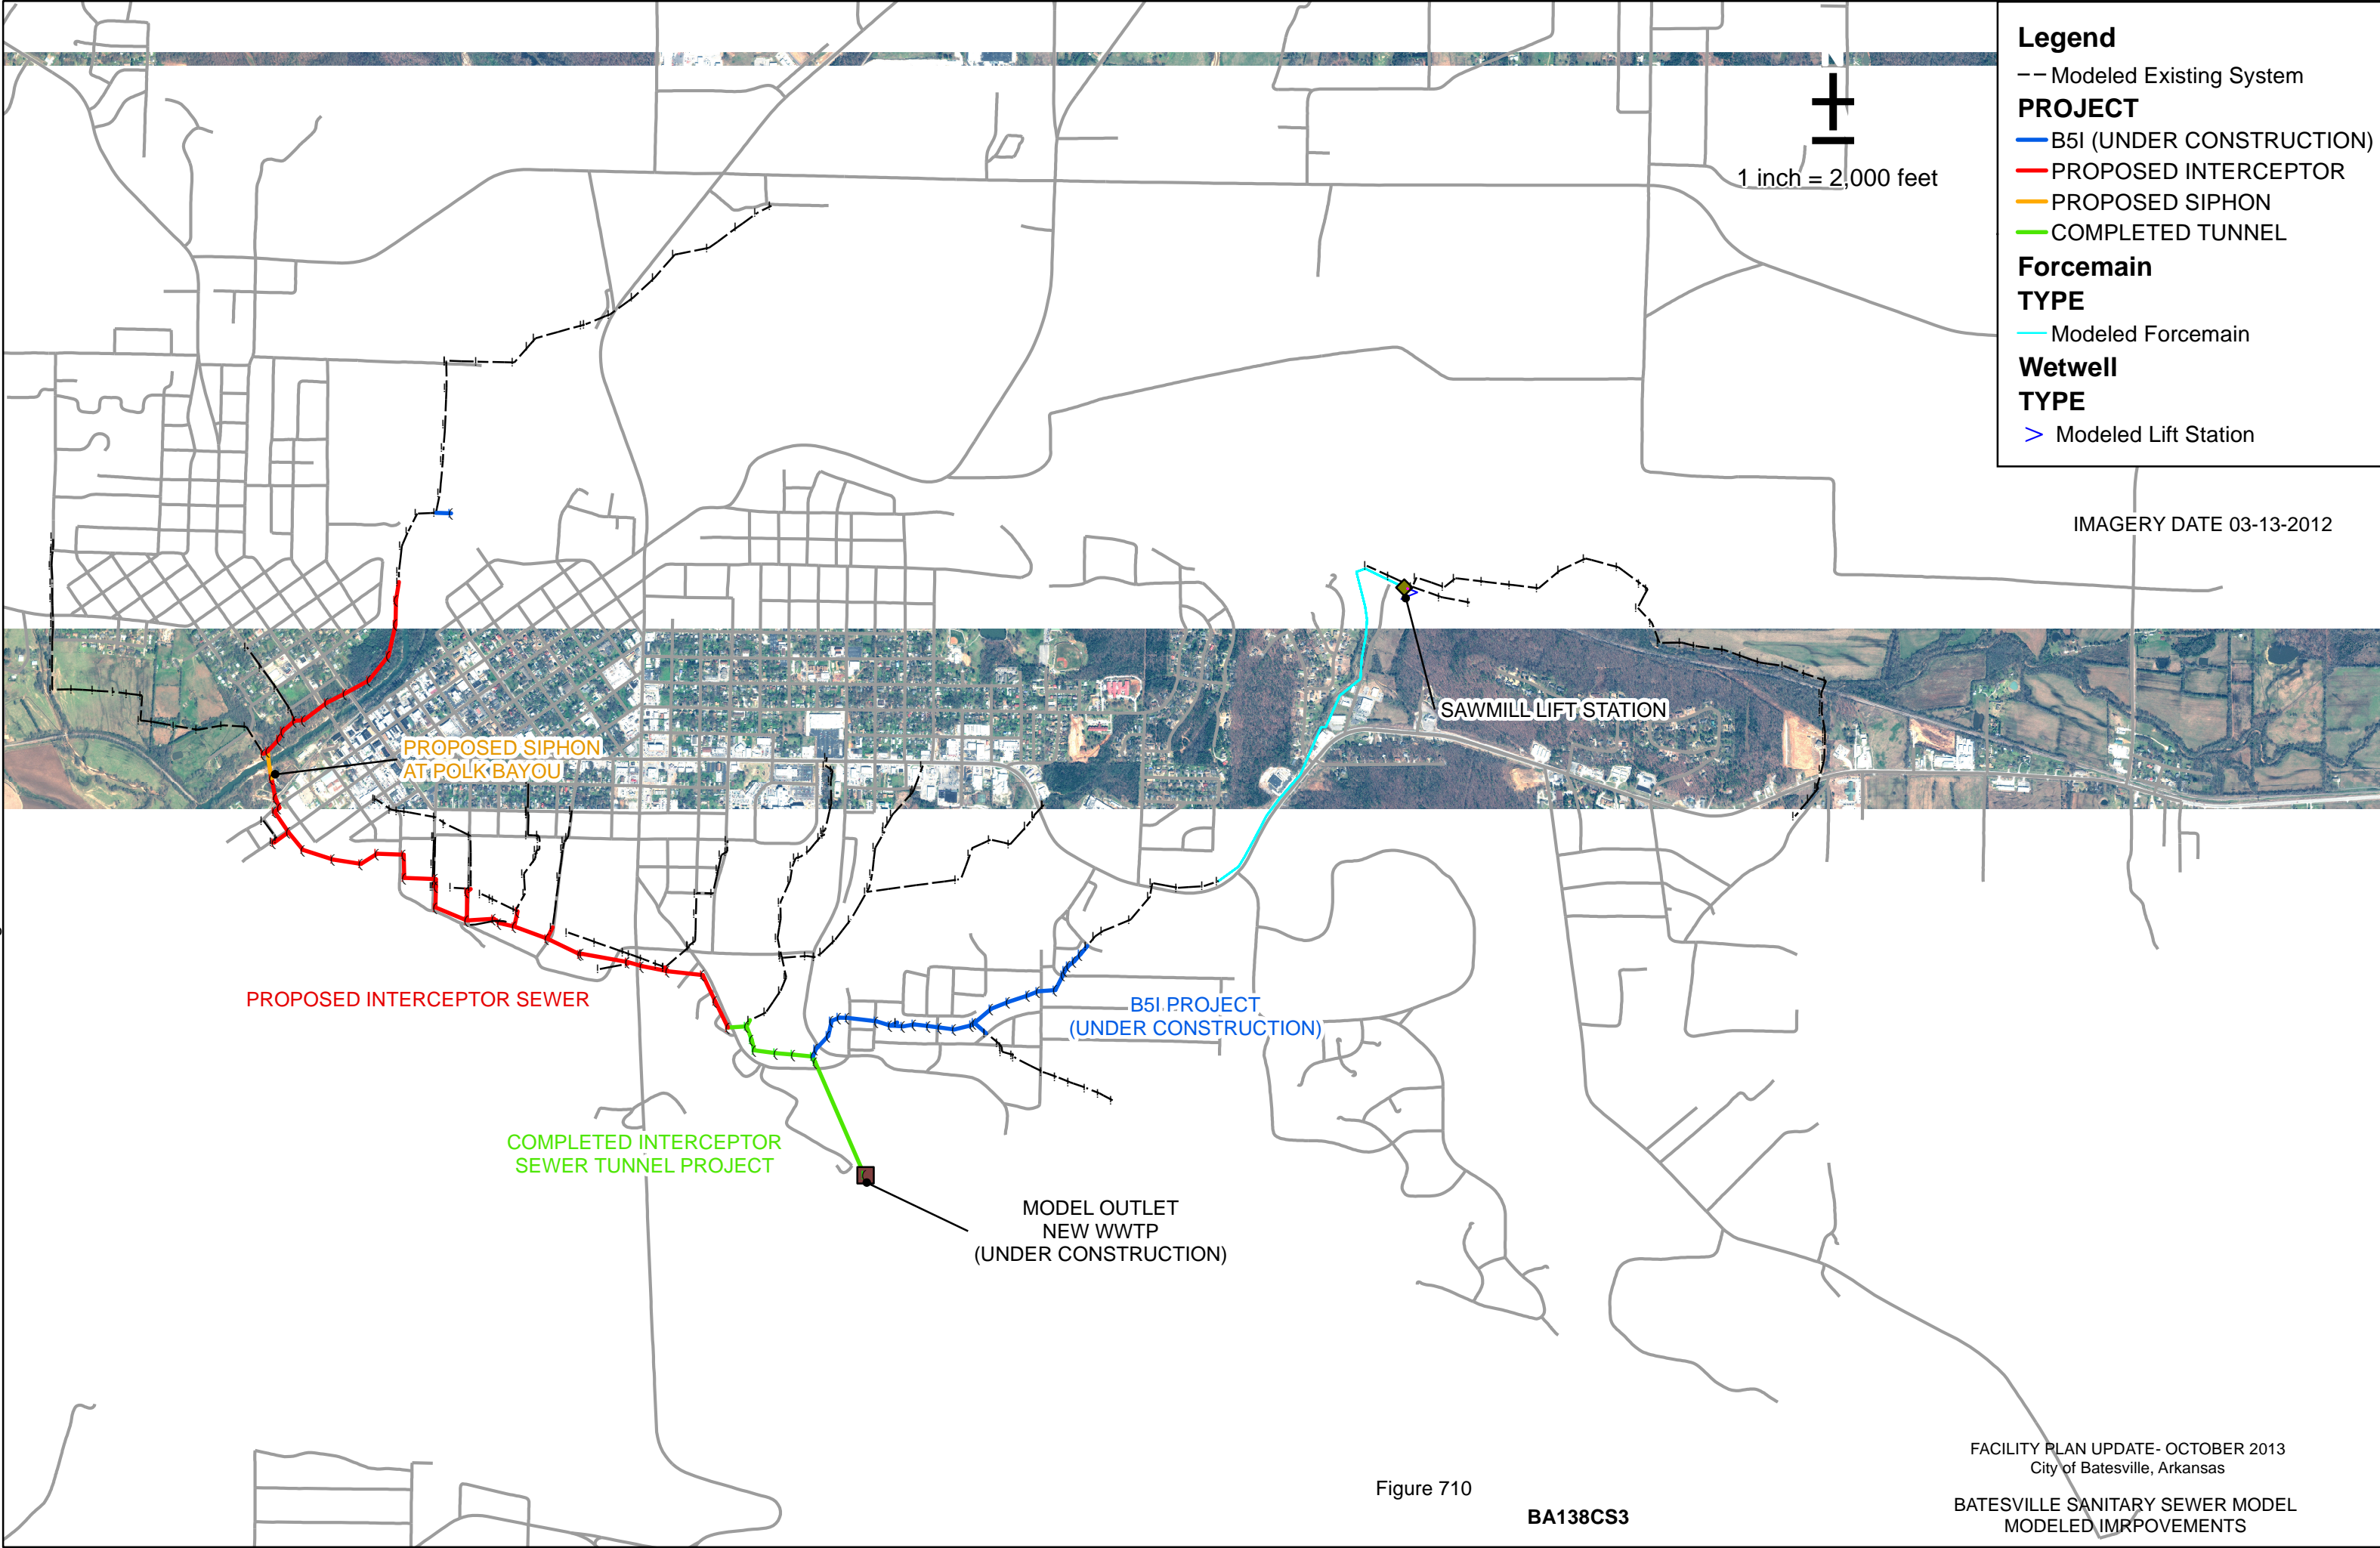 Legend
Modeled Existing System
PROJECT
B5I (UNDER CONSTRUCTION)
PROPOSED INTERCEPTOR
PROPOSED SIPHON
COMPLETED TUNNEL
Forcemain
TYPE
Modeled Forcemain
Wetwell
TYPE
> Modeled Lift Station
1 inch = 2,000 feet
IMAGERY DATE 03-13-2012
SAWMILL LIFT STATION
PROPOSED SIPHON
AT POLK BAYOU
PROPOSED INTERCEPTOR SEWER
B5I PROJECT
(UNDER CONSTRUCTION)
COMPLETED INTERCEPTOR
SEWER TUNNEL PROJECT
MODEL OUTLET
NEW WWTP
(UNDER CONSTRUCTION)
Figure 710
BA138CS3
FACILITY PLAN UPDATE- OCTOBER 2013
City of Batesville, Arkansas
BATESVILLE SANITARY SEWER MODEL
MODELED IMRPOVEMENTS